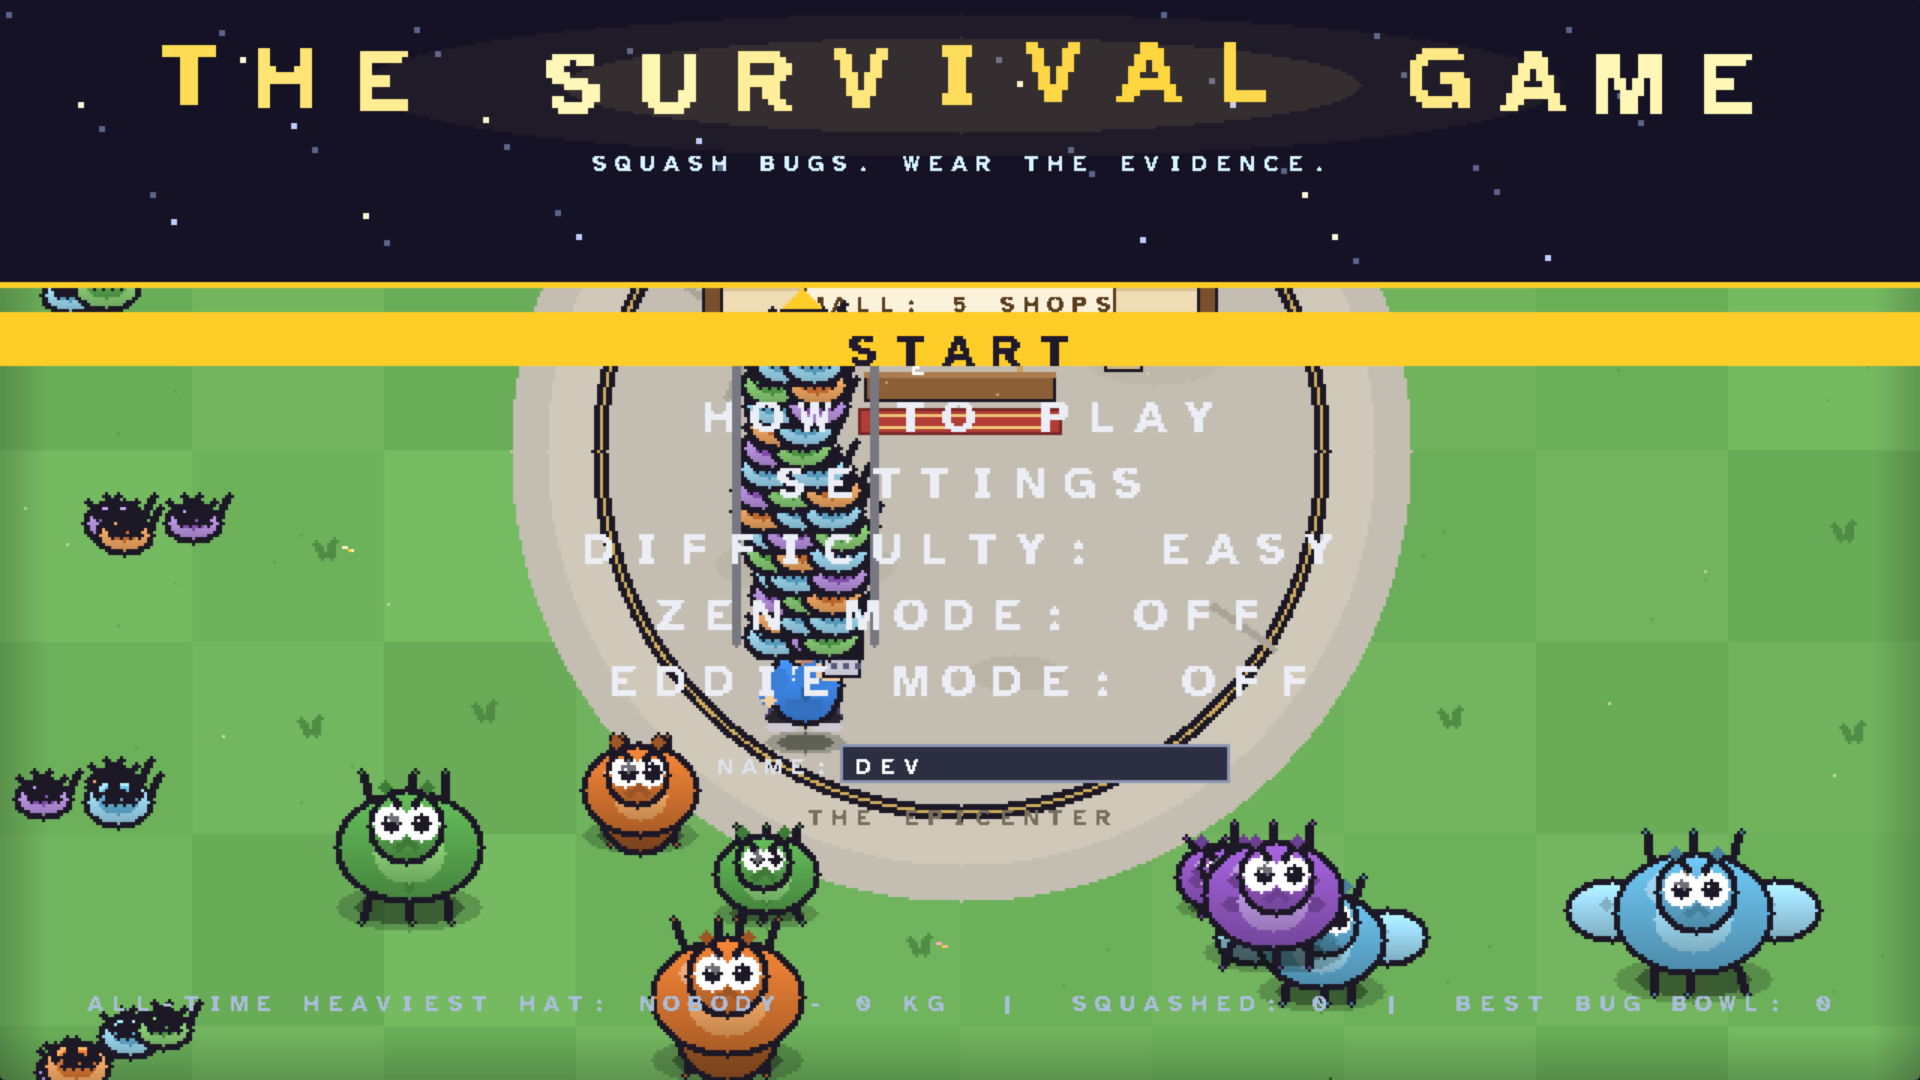 THE SURVIVAL GAME
SQUASH BUGS. WEAR THE EVIDENCE.
ALL: 5 SHOPS
START
HOW TO PLAY
SETTINGS
DIFFICULTY: EASY
ZEN MODE: OFF
EDDIE MODE: OFF
NAME: DEV
THE EPICENTER
ALL-TIME HEAVIEST HAT: NOBODY - 0 KG | SQUASHED: 0 | BEST BUG BOWL: 0